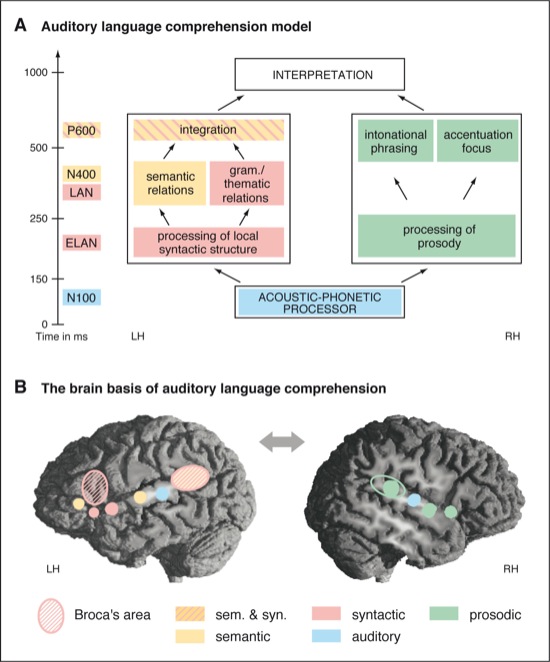 A Auditory language comprehension model
1000
INTERPRETATION
P600
integration
intonational
phrasing
accentuation
focus
500
N400
semantic
relations
gram./
thematic
relations
LAN
250
ELAN
processing of local
syntactic structure
processing of
prosody
150
N100
ACOUSTIC-PHONETIC
PROCESSOR
0
Time in ms
LH
RH
B The brain basis of auditory language comprehension
LH
RH
Broca's area
sem. & syn.
syntactic
prosodic
semantic
auditory